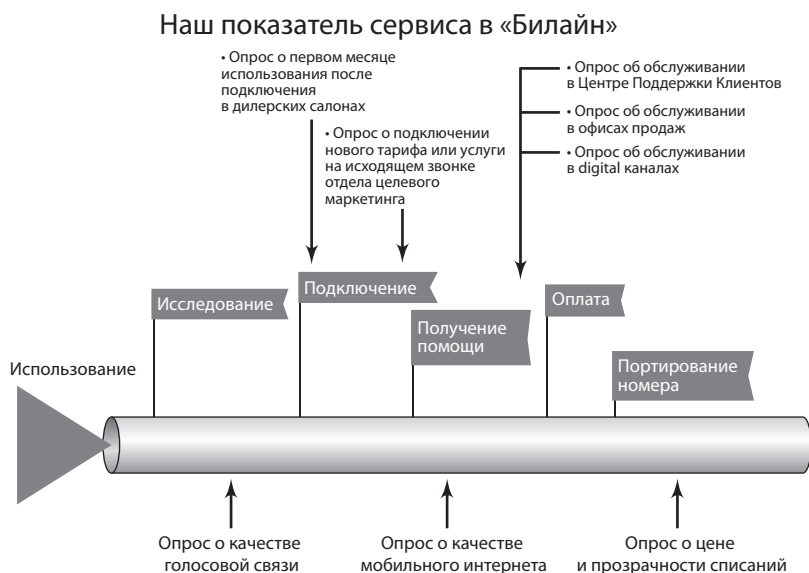 Наш показатель сервиса в «Билайн»
• Опрос о первом месяце
использования после
подключения
в дилерских салонах
• Опрос о подключении
нового тарифа или услуги
на исходящем звонке
отдела целевого
маркетинга
• Опрос об обслуживании
в Центре Поддержки Клиентов
• Опрос об обслуживании
в офисах продаж
• Опрос об обслуживании
в digital каналах
Исследование
Подключение
Получение
помощи
Оплата
Портирование
номера
Использование
Опрос о качестве
голосовой связи
Опрос о качестве
мобильного интернета
Опрос о цене
и прозрачности списаний